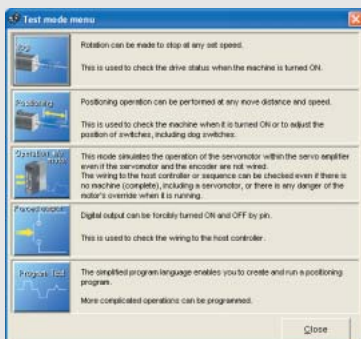 Test mode menu
Jog
Rotation can be made to stop at any set speed.
This is used to check the drive status when the machine is turned ON.
Positioning
Positioning operation can be performed at any move distance and speed.
This is used to check the machine when it is turned ON or to adjust the
position of switches, including dog switches.
Operation w/o
motor
This mode simulates the operation of the servomotor within the servo amplifier
even if the servomotor and the encoder are not wired.
The wiring to the host controller or sequence can be checked even if there is
no machine (complete), including a servomotor, or there is any danger of the
motor's override when it is running.
Forced output
Digital output can be forcibly turned ON and OFF by pin.
This is used to check the wiring to the host controller.
Program Test
The simplified program language enables you to create and run a positioning
program.
More complicated operations can be programmed.
Close